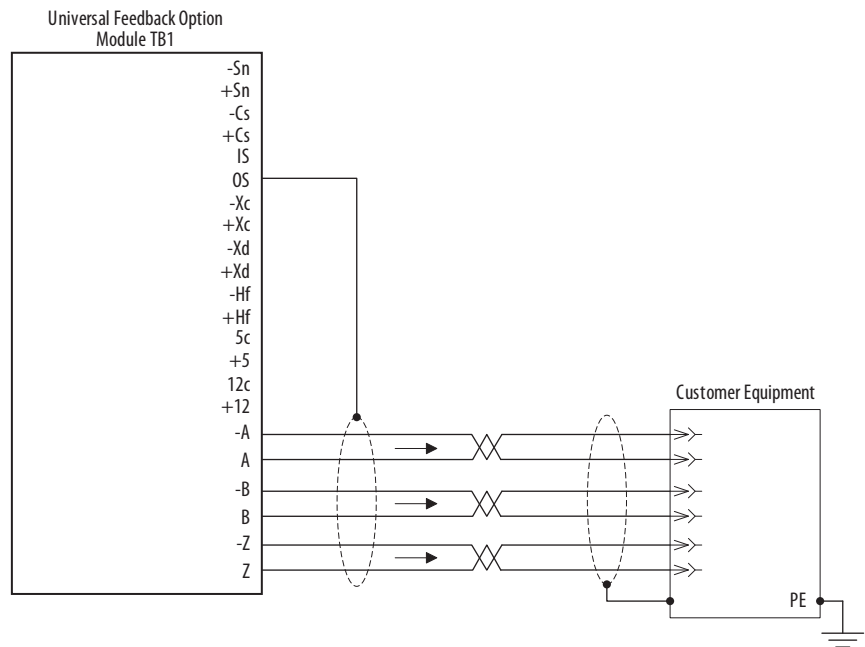 Universal Feedback Option
Module TB1
-Sn
+Sn
-Cs
+Cs
IS
OS
-Xc
+Xc
-Xd
+Xd
-Hf
+Hf
5c
+5
12c
+12
Customer Equipment
-A
A
-B
B
-Z
Z
PE